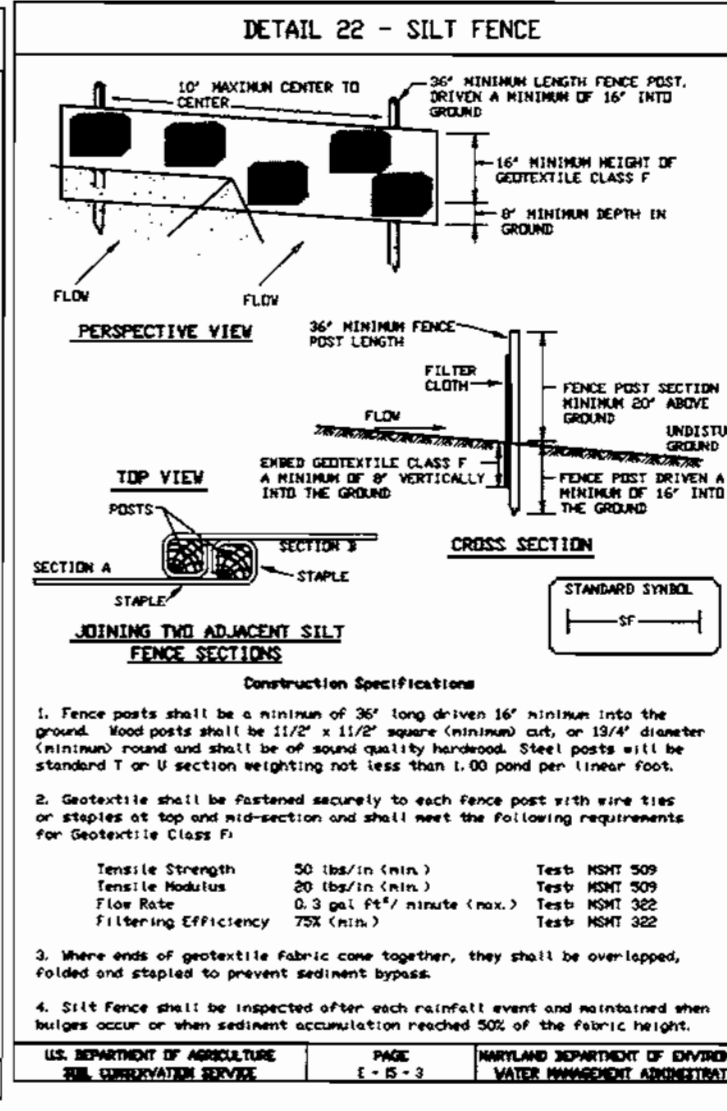 DETAIL 22 - SILT FENCE
10' MAXIMUM CENTER TO
CENTER
36" MINIMUM LENGTH FENCE POST,
DRIVEN A MINIMUM OF 16" INTO
GROUND
16" MINIMUM HEIGHT OF
GEOTEXTILE CLASS F
8" MINIMUM DEPTH IN
GROUND
FLOW
FLOW
PERSPECTIVE VIEW
36" MINIMUM FENCE
POST LENGTH
FILTER
CLOTH
FLOW
FENCE POST SECTION
MINIMUM 20" ABOVE
GROUND
UNDISTU
GROUND
EMBED GEOTEXTILE CLASS F
A MINIMUM OF 8" VERTICALLY
INTO THE GROUND
FENCE POST DRIVEN A
MINIMUM OF 16" INTO
THE GROUND
CROSS SECTION
TOP VIEW
POSTS
SECTION B
SECTION A
STAPLE
STAPLE
JOINING TWO ADJACENT SILT
FENCE SECTIONS
STANDARD SYMBOL
SF
Construction Specifications
1. Fence posts shall be a minimum of 36" long driven 16" minimum into the
ground. Wood posts shall be 11/2" x 11/2" square (minimum) cut, or 13/4" diameter
(minimum) round and shall be of sound quality hardwood. Steel posts will be
standard T or U section weighting not less than 1.00 pond per linear foot.
2. Geotextile shall be fastened securely to each fence post with wire ties
or staples at top and mid-section and shall meet the following requirements
for Geotextile Class F:
Tensile Strength 50 lbs/in (min.) Test: MSMT 509
Tensile Modulus 20 lbs/in (min.) Test: MSMT 509
Flow Rate 0.3 gal ft²/ minute (max.) Test: MSMT 322
Filtering Efficiency 75% (min.) Test: MSMT 322
3. Where ends of geotextile fabric come together, they shall be overlapped,
folded and stapled to prevent sediment bypass.
4. Silt Fence shall be inspected after each rainfall event and maintained when
bulges occur or when sediment accumulation reached 50% of the fabric height.
U.S. DEPARTMENT OF AGRICULTURE
SOIL CONSERVATION SERVICE
PAGE
E - 15 - 3
MARYLAND DEPARTMENT OF ENVIRON
WATER MANAGEMENT ADMINISTRAT